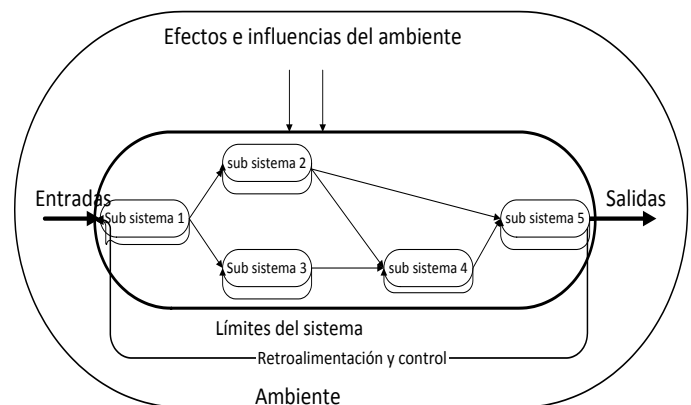 Efectos e influencias del ambiente
sub sistema 2
Entradas
Salidas
Sub sistema 1
sub sistema 5
Sub sistema 3
sub sistema 4
Límites del sistema
Retroalimentación y control
Ambiente